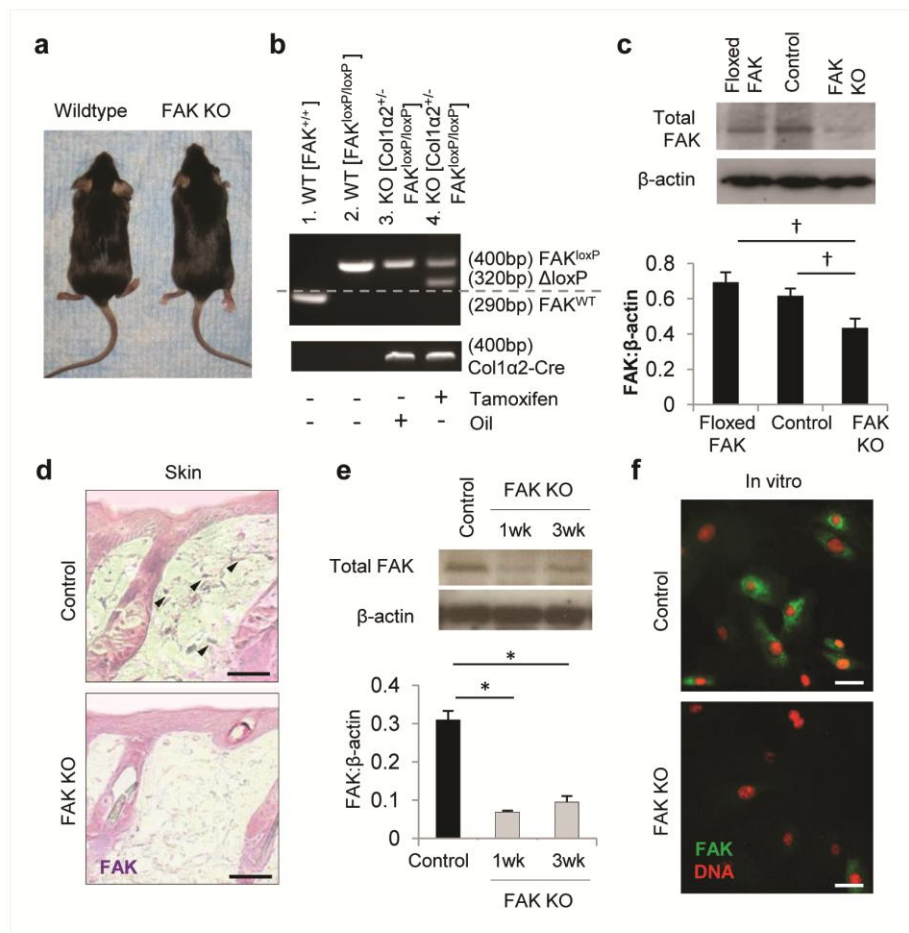 a
Wildtype FAK KO
b
1. WT [FAK+/+]
2. WT [FAKloxP/loxP]
3. KO [Col1α2+/-
FAKloxP/loxP]
4. KO [Col1α2+/-
FAKloxP/loxP]
(400bp) FAKloxP
(320bp) ΔloxP
(290bp) FAKWT
(400)
Col1α2-Cre
- - - + Tamoxifen
- - + - Oil
c
Floxed
FAK
Control
FAK
KO
Total
FAK
β-actin
†
†
FAK:β-actin
0.8
0.6
0.4
0.2
0
Floxed
FAK
Control
FAK
KO
d
Skin
Control
FAK KO
FAK
e
Control
FAK KO
1wk 3wk
Total FAK
β-actin
*
*
FAK:β-actin
0.4
0.3
0.2
0.1
0
Control 1wk 3wk
FAK KO
f
In vitro
Control
FAK KO
FAK
DNA